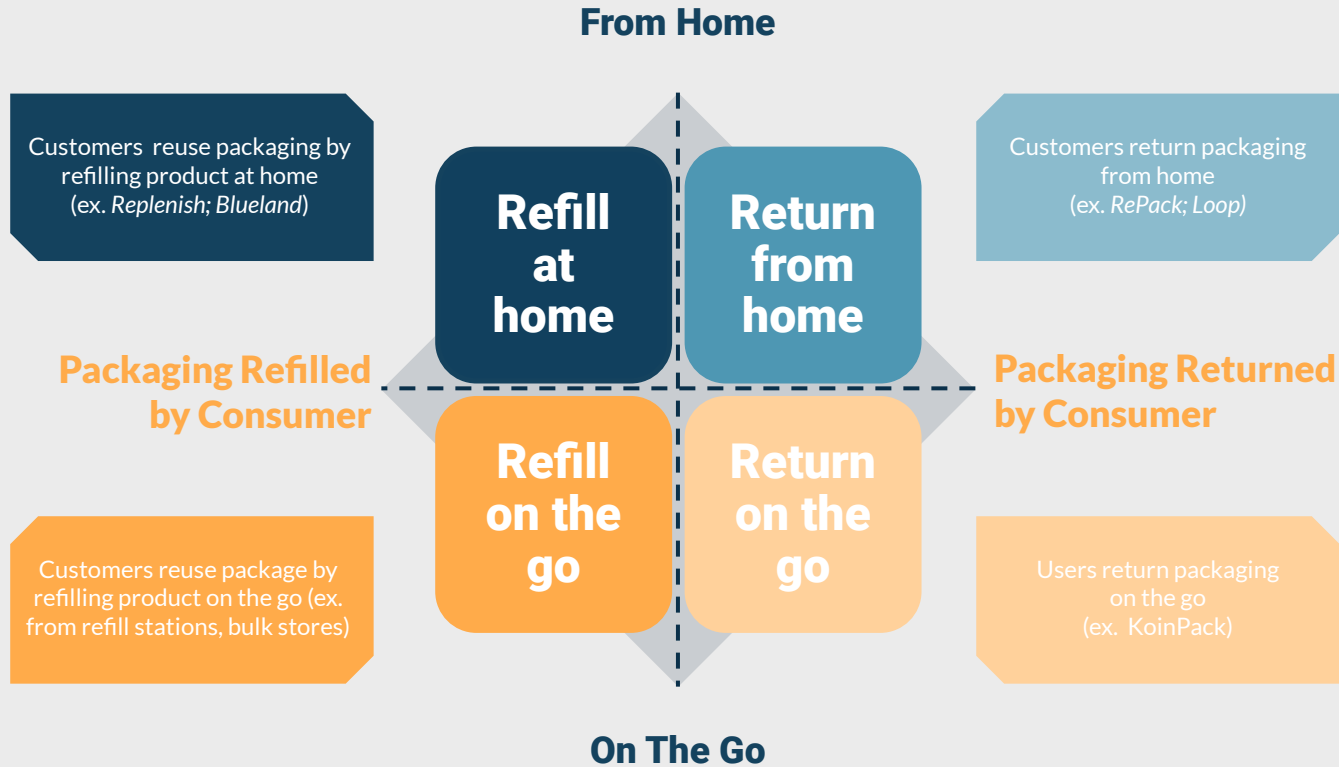 From Home
Customers reuse packaging by
refilling product at home
(ex. Replenish; Blueland)
Refill
at
home
Return
from
home
Customers return packaging
from home
(ex. RePack; Loop)
Packaging Refilled
by Consumer
Packaging Returned
by Consumer
Customers reuse package by
refilling product on the go (ex.
from refill stations, bulk stores)
Refill
on the
go
Return
on the
go
Users return packaging
on the go
(ex. KoinPack)
On The Go